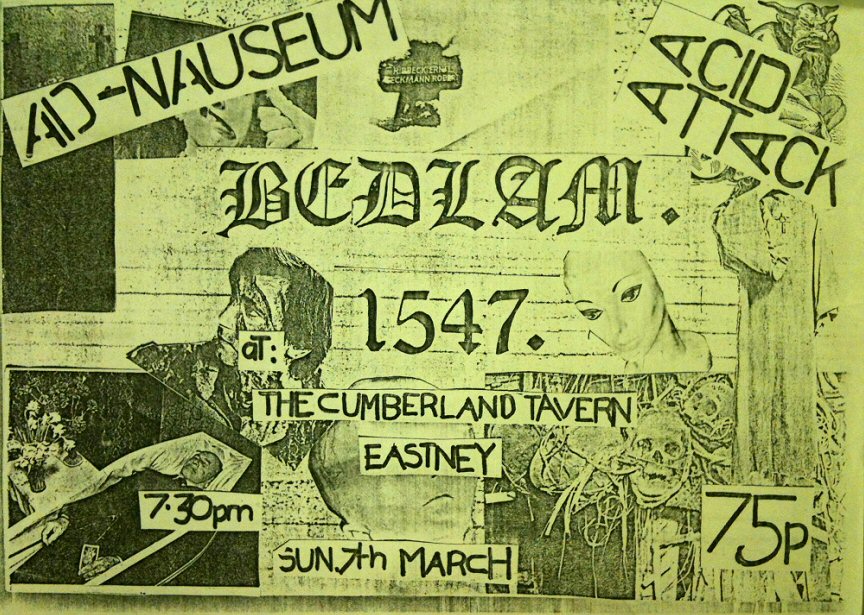 AD-NAUSEUM
ACID
ATTACK
BEDLAM.
1547.
at:
THE CUMBERLAND TAVERN
EASTNEY
7.30pm
75p
SUN.7th MARCH